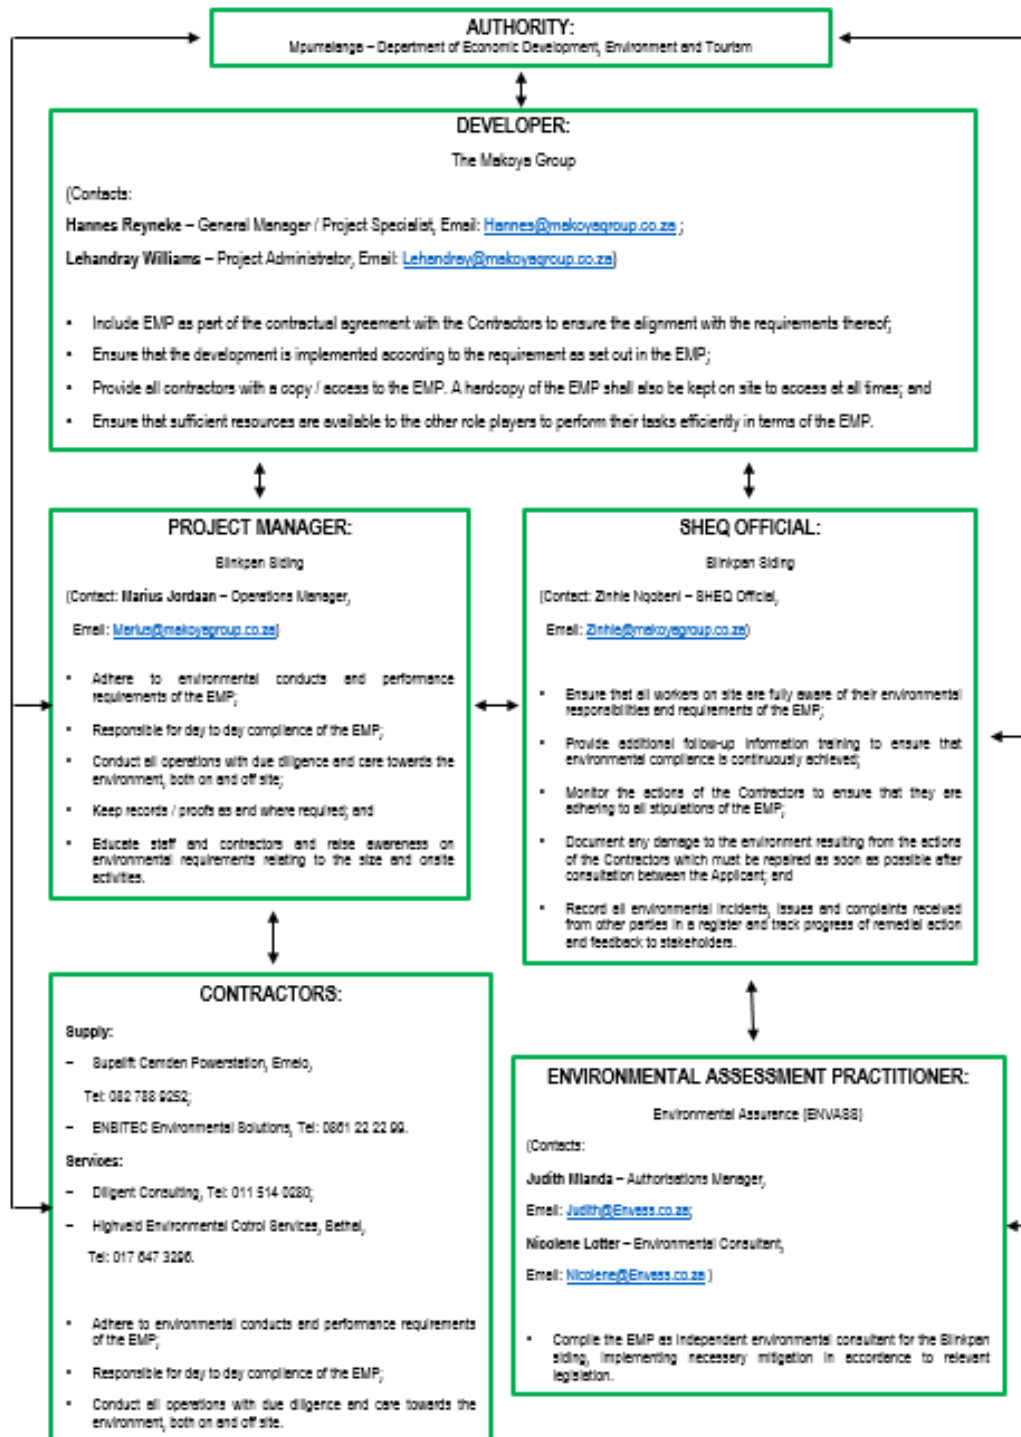 AUTHORITY:
Mpumalanga – Department of Economic Development, Environment and Tourism
DEVELOPER:
The Makoya Group
(Contacts:
Hannes Reyneke – General Manager / Project Specialist, Email: Hannes@makoyagroup.co.za ;
Lehandray Williams – Project Administrator, Email: Lehandray@makoyagroup.co.za)
▪ Include EMP as part of the contractual agreement with the Contractors to ensure the alignment with the requirements thereof;
▪ Ensure that the development is implemented according to the requirement as set out in the EMP;
▪ Provide all contractors with a copy / access to the EMP. A hardcopy of the EMP shall also be kept on site to access at all times; and
▪ Ensure that sufficient resources are available to the other role players to perform their tasks efficiently in terms of the EMP.
PROJECT MANAGER:
Blinkpan Siding
(Contact: Marius Jordaan – Operations Manager,
Email: Marius@makoyagroup.co.za)
▪ Adhere to environmental conducts and performance
requirements of the EMP;
▪ Responsible for day to day compliance of the EMP;
▪ Conduct all operations with due diligence and care towards the
environment, both on and off site;
▪ Keep records / proofs as and where required; and
▪ Educate staff and contractors and raise awareness on
environmental requirements relating to the size and onsite
activities.
SHEQ OFFICIAL:
Blinkpan Siding
(Contact: Zinhle Nqobeni – SHEQ Official,
Email: Zinhle@makoyagroup.co.za)
▪ Ensure that all workers on site are fully aware of their environmental
responsibilities and requirements of the EMP;
▪ Provide additional follow-up information training to ensure that
environmental compliance is continuously achieved;
▪ Monitor the actions of the Contractors to ensure that they are
adhering to all stipulations of the EMP;
▪ Document any damage to the environment resulting from the actions
of the Contractors which must be repaired as soon as possible after
consultation between the Applicant; and
▪ Record all environmental incidents, issues and complaints received
from other parties in a register and track progress of remedial action
and feedback to stakeholders.
CONTRACTORS:
Supply:
– Supalift Camden Powerstation, Emelo,
Tel: 082 788 9252;
– ENBITEC Environmental Solutions, Tel: 0861 22 22 99.
Services:
– Diligent Consulting, Tel: 011 514 0280;
– Highveld Environmental Cotrol Services, Bethal,
Tel: 017 647 3296.
▪ Adhere to environmental conducts and performance requirements
of the EMP;
▪ Responsible for day to day compliance of the EMP;
▪ Conduct all operations with due diligence and care towards the
environment, both on and off site.
ENVIRONMENTAL ASSESSMENT PRACTITIONER:
Environmental Assurance (ENVASS)
(Contacts:
Judith Mlanda – Authorisations Manager,
Email: Judith@Envass.co.za;
Nicolene Lotter – Environmental Consultant,
Email: Nicolene@Envass.co.za )
▪ Compile the EMP as independent environmental consultant for the Blinkpan
siding, implementing necessary mitigation in accordance to relevant
legislation.